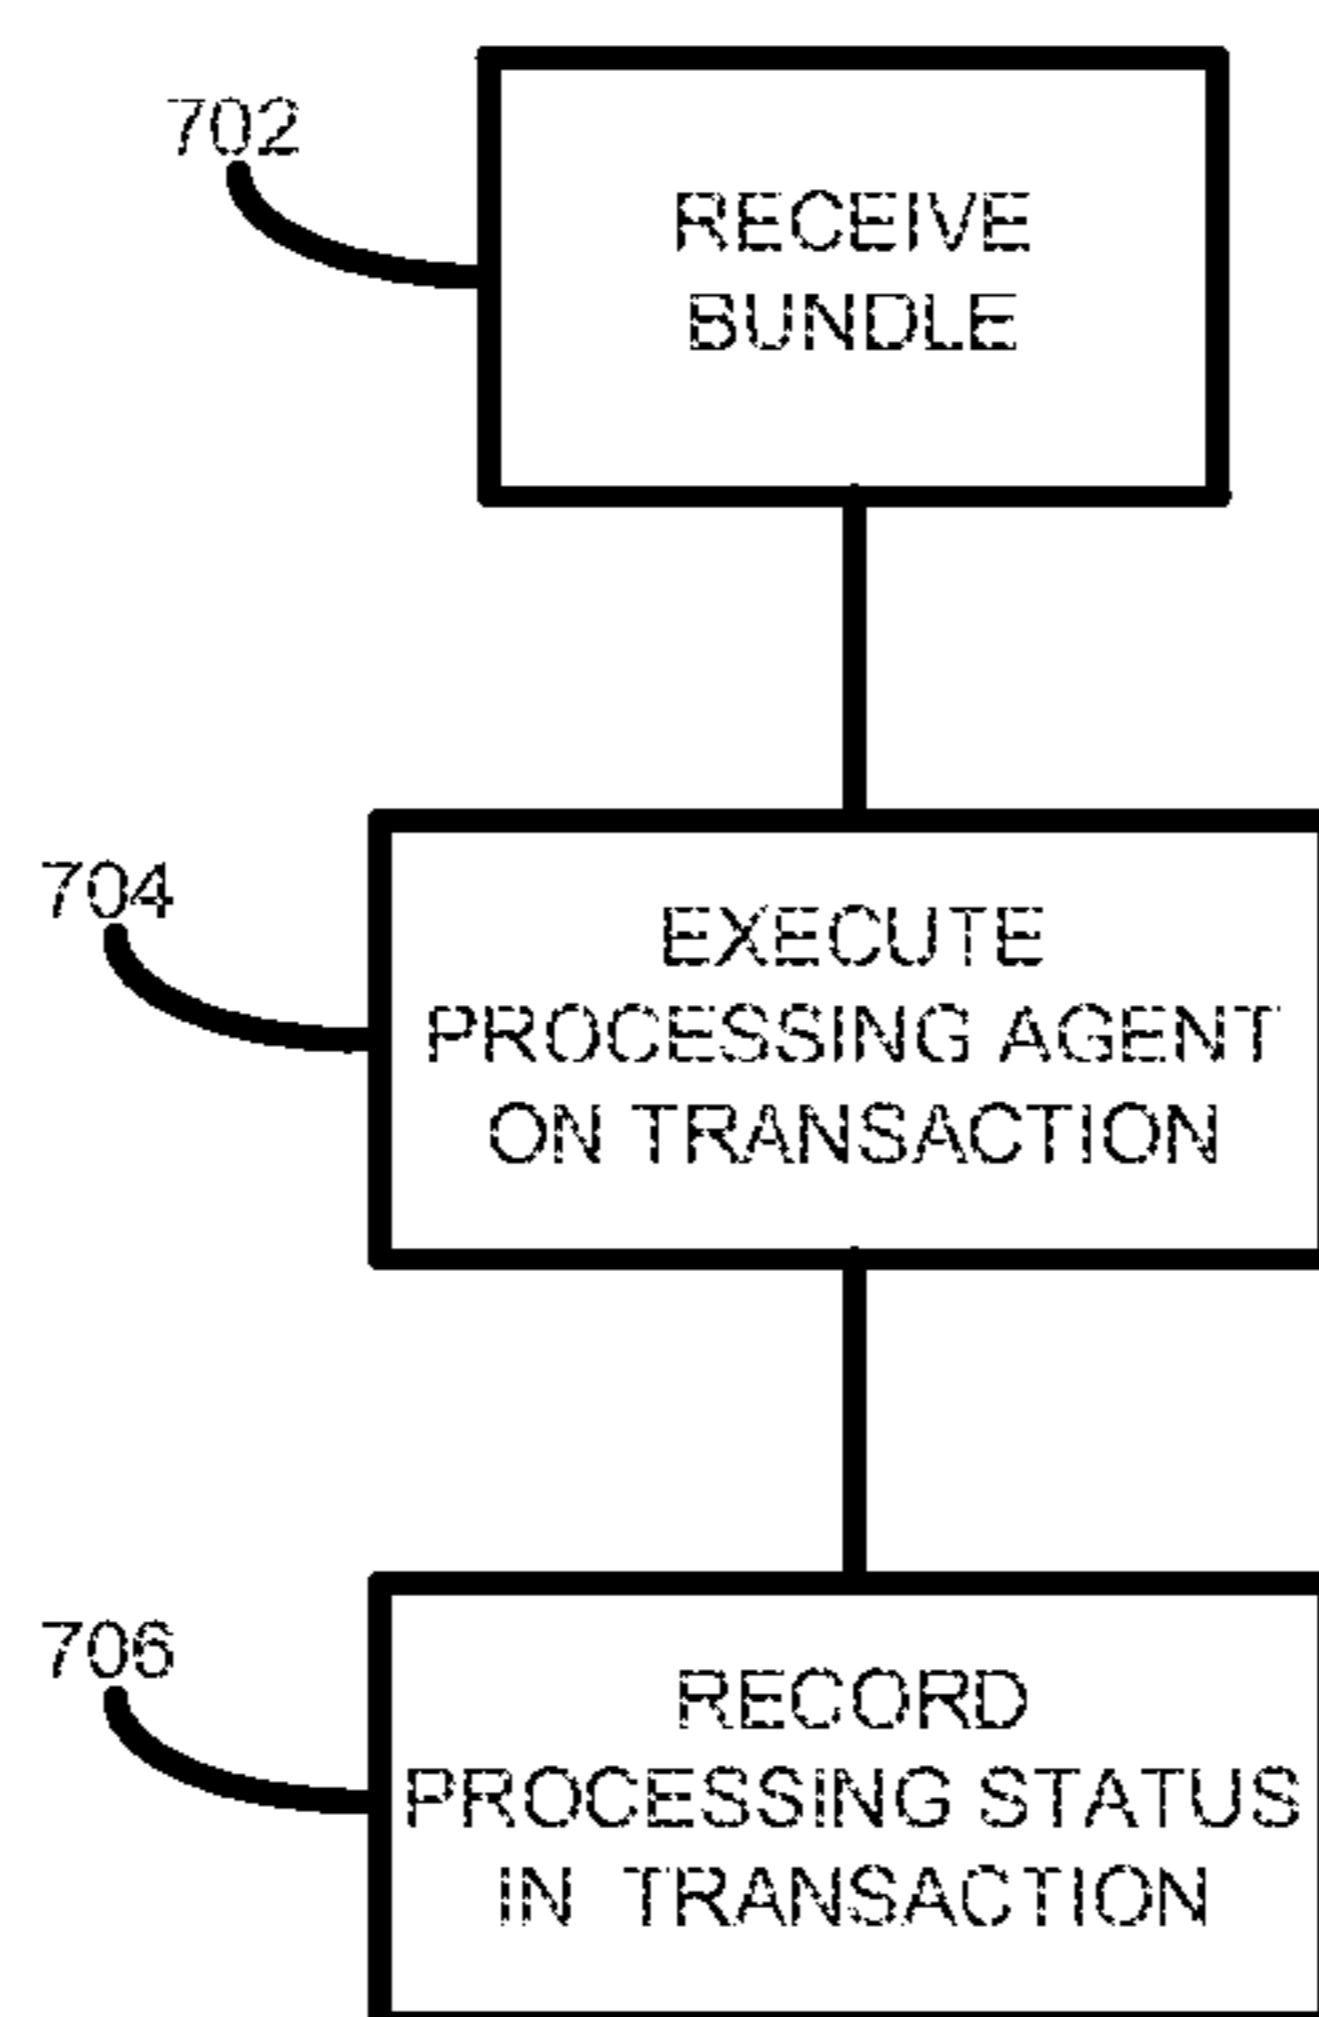 702
RECEIVE
BUNDLE
704
EXECUTE
PROCESSING AGENT
ON TRANSACTION
706
RECORD
PROCESSING STATUS
IN TRANSACTION